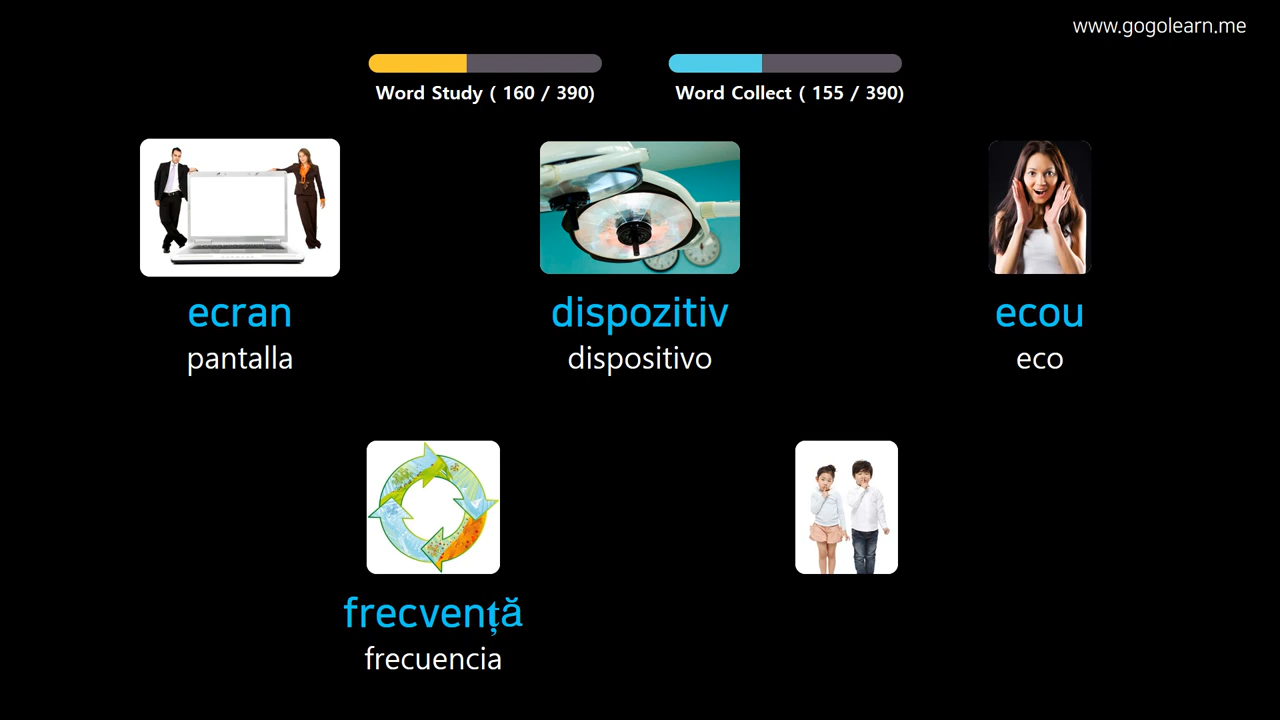 www.gogolearn.me
Word Study ( 160 / 390)
Word Collect ( 155 / 390)
ecran
pantalla
dispozitiv
dispositivo
ecou
eco
frecvență
frecuencia